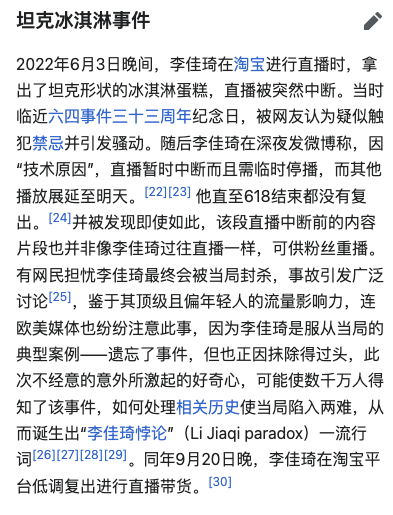 坦克冰淇淋事件
2022年6月3日晚间，李佳琦在淘宝进行直播时，拿
出了坦克形状的冰淇淋蛋糕，直播被突然中断。当时
临近六四事件三十三周年纪念日，被网友认为疑似触
犯禁忌并引发骚动。随后李佳琦在深夜发微博称，因
“技术原因”，直播暂时中断而且需临时停播，而其他
播放展延至明天。[22][23] 他直至618结束都没有复
出。[24]并被发现即使如此，该段直播中断前的内容
片段也并非像李佳琦过往直播一样，可供粉丝重播。
有网民担忧李佳琦最终会被当局封杀，事故引发广泛
讨论[25]，鉴于其顶级且偏年轻人的流量影响力，连
欧美媒体也纷纷注意此事，因为李佳琦是服从当局的
典型案例——遗忘了事件，但也正因抹除得过头，此
次不经意的意外所激起的好奇心，可能使数千万人得
知了该事件，如何处理相关历史使当局陷入两难，从
而诞生出“李佳琦悖论”（Li Jiaqi paradox）一流行
词[26][27][28][29]。同年9月20日晚，李佳琦在淘宝平
台低调复出进行直播带货。[30]